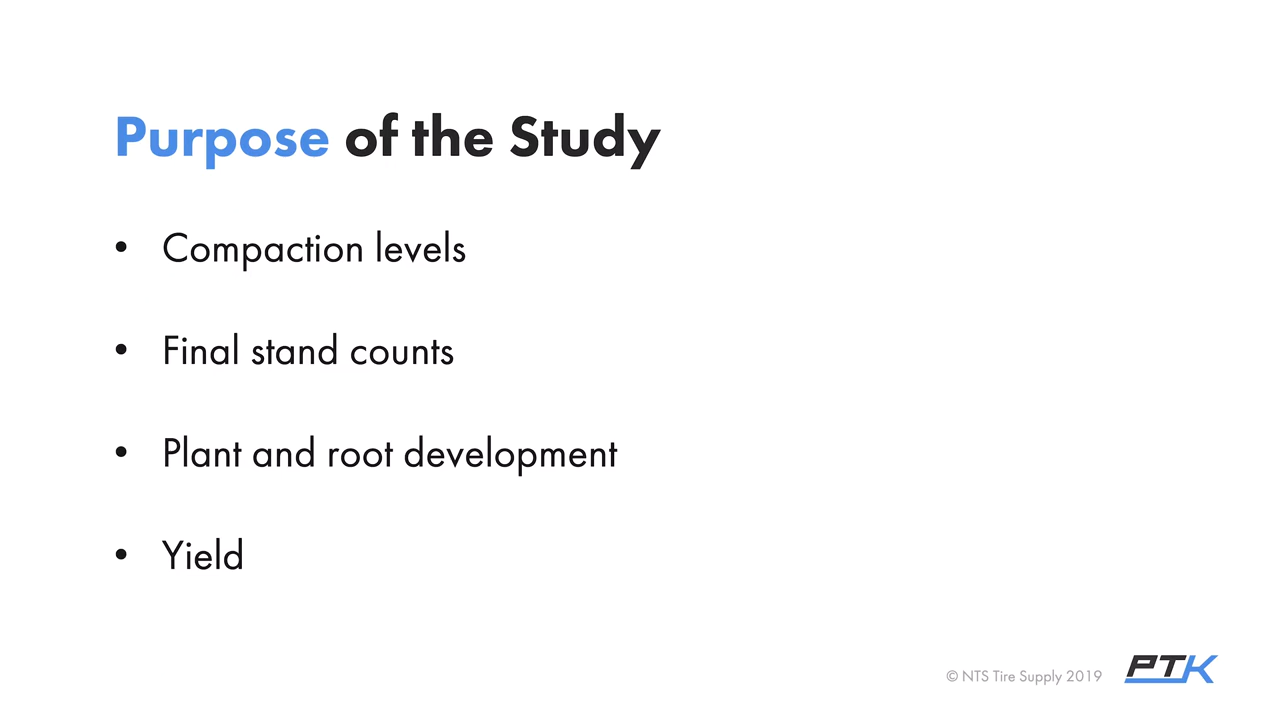 Purpose of the Study
• Compaction levels
• Final stand counts
• Plant and root development
• Yield
© NTS Tire Supply 2019
PTK